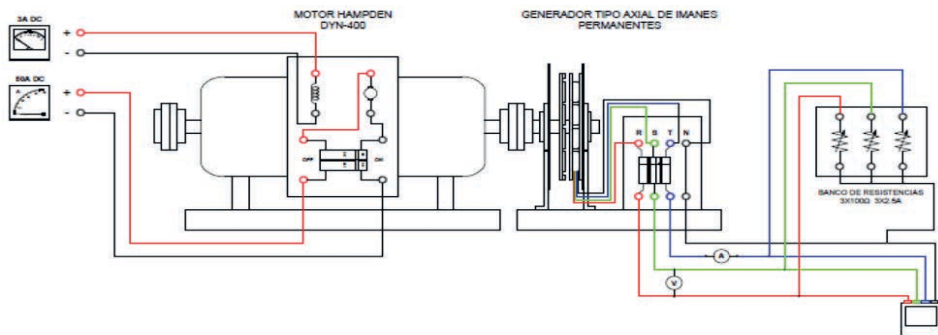 3A DC
+
-
50A DC
+
-
MOTOR HAMPDEN
DYN-400
OFF
ON
GENERADOR TIPO AXIAL DE IMANES
PERMANENTES
R S T N
A
V
BANCO DE RESISTENCIAS
3X100Ω 3X2.5A